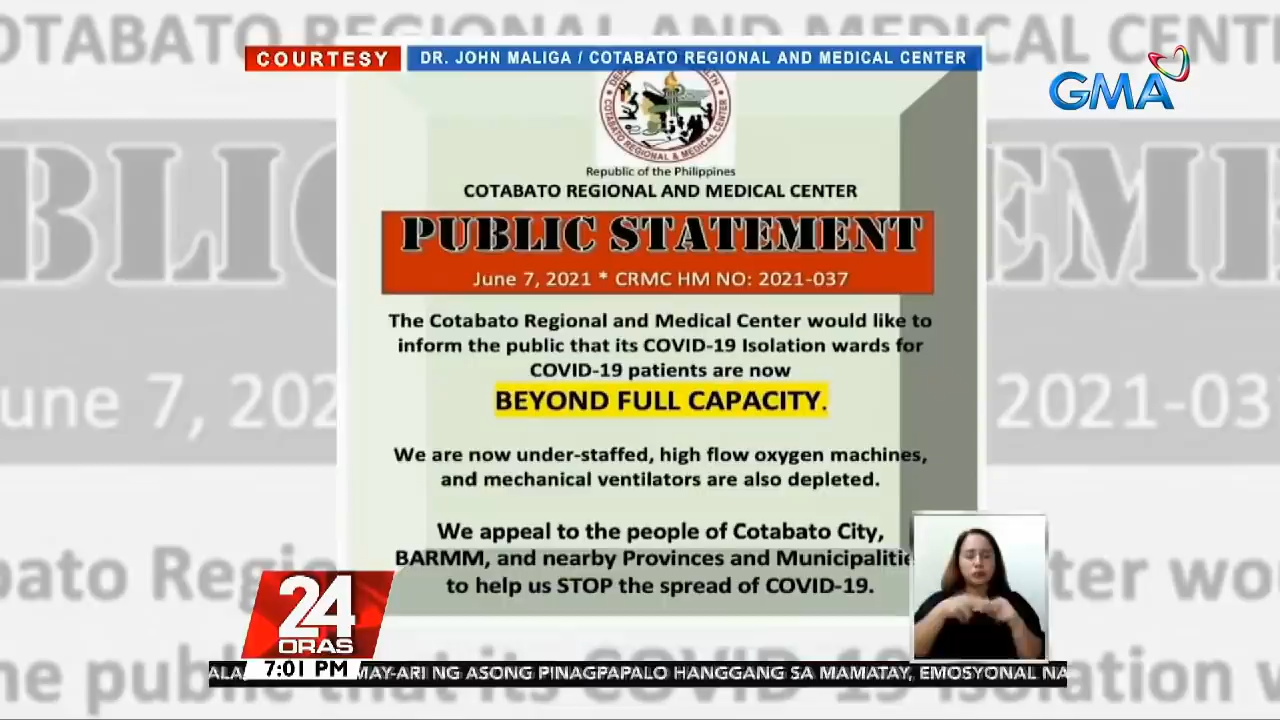 COURTESY
DR. JOHN MALIGA / COTABATO REGIONAL AND MEDICAL CENTER
GMA
COTABATO REGIONAL & MEDICAL CENTER
Republic of the Philippines
COTABATO REGIONAL AND MEDICAL CENTER
PUBLIC STATEMENT
June 7, 2021 * CRMC HM NO: 2021-037
The Cotabato Regional and Medical Center would like to
inform the public that its COVID-19 Isolation wards for
COVID-19 patients are now
BEYOND FULL CAPACITY.
We are now under-staffed, high flow oxygen machines,
and mechanical ventilators are also depleted.
We appeal to the people of Cotabato City,
BARMM, and nearby Provinces and Municipalitie
to help us STOP the spread of COVID-19.
24
ORAS
7:01 PM
ALA MAY-ARI NG ASONG PINAGPAPALO HANGGANG SA MAMATAY, EMOSYONAL NA